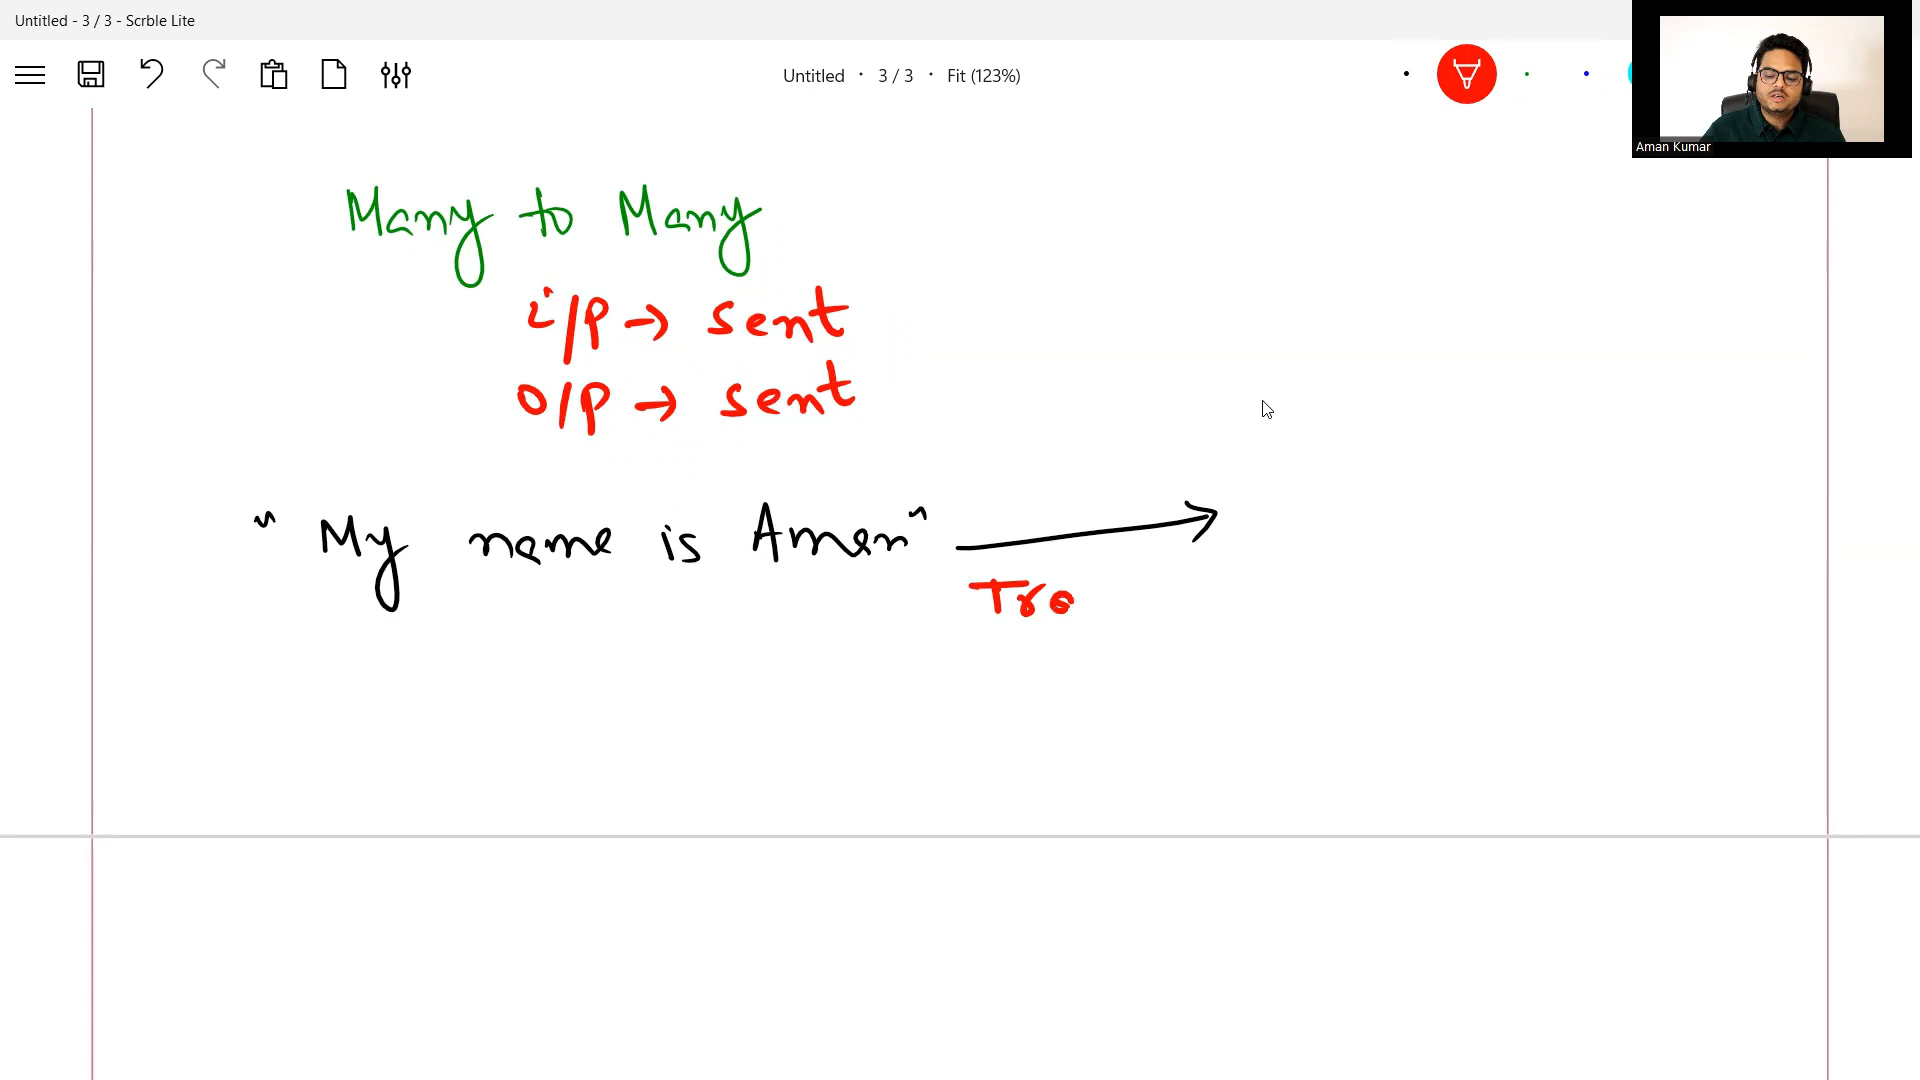 Untitled - 3 / 3 - Scrble Lite
Untitled • 3 / 3 • Fit (123%)
Aman Kumar
Many to Many
i/p → sent
o/p → sent
"My name is Aman" →
Tra